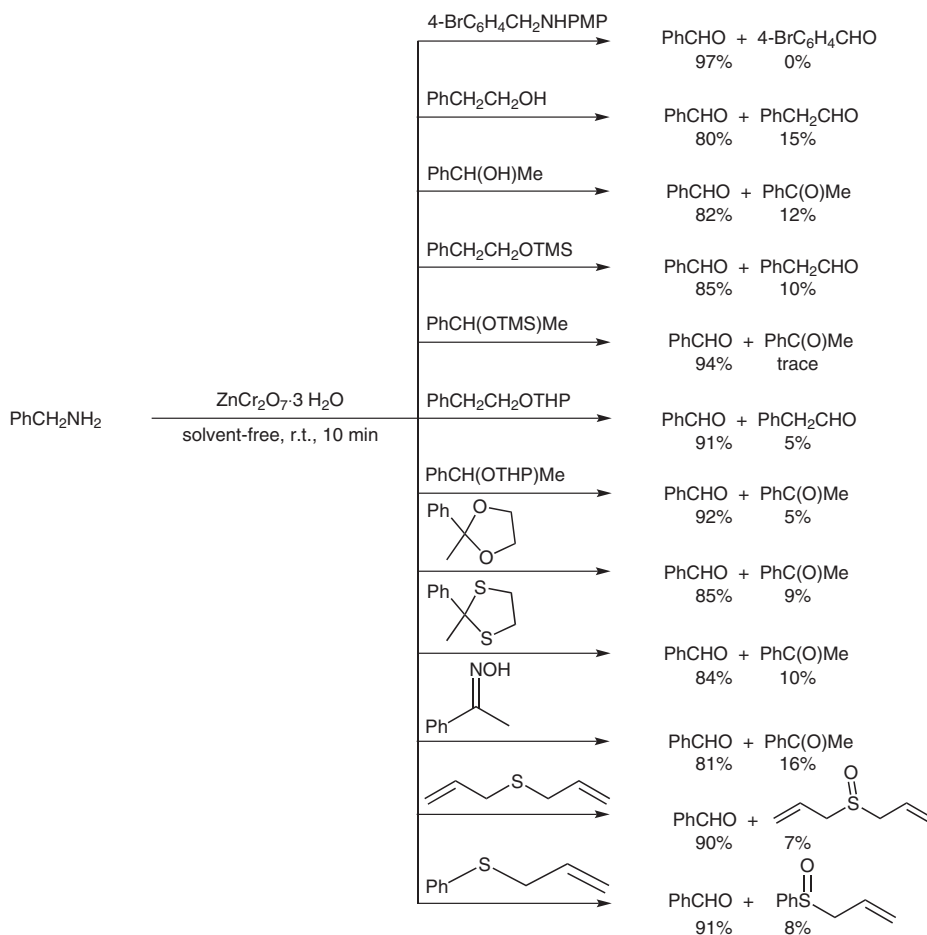 4-BrC₆H₄CH₂NHPMP
PhCHO + 4-BrC₆H₄CHO
97% 0%
PhCH₂CH₂OH
PhCHO + PhCH₂CHO
80% 15%
PhCH(OH)Me
PhCHO + PhC(O)Me
82% 12%
PhCH₂CH₂OTMS
PhCHO + PhCH₂CHO
85% 10%
PhCH(OTMS)Me
PhCHO + PhC(O)Me
94% trace
PhCH₂NH₂
ZnCr₂O₇·3 H₂O
solvent-free, r.t., 10 min
PhCH₂CH₂OTHP
PhCHO + PhCH₂CHO
91% 5%
PhCH(OTHP)Me
PhCHO + PhC(O)Me
92% 5%
Ph O
O
PhCHO + PhC(O)Me
85% 9%
Ph S
S
PhCHO + PhC(O)Me
84% 10%
NOH
Ph
PhCHO + PhC(O)Me
81% 16%
S
O
S
PhCHO +
90% 7%
S
Ph
O
PhCHO + PhS
91% 8%